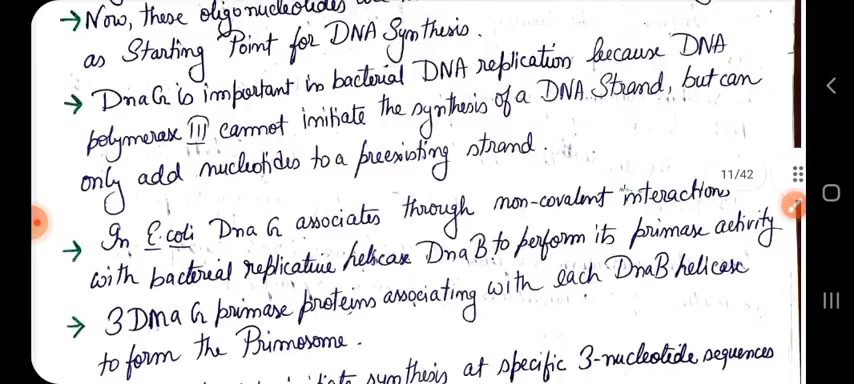 → Now, these oligonucleotides
as Starting Point for DNA Synthesis.
→ DnaG is important in bacterial DNA replication because DNA
polymerase III cannot initiate the synthesis of a DNA Strand, but can
only add nucleotides to a preexisting strand.
11/42
→ In E.coli DnaG associates through non-covalent interactions
with bacterial replicative helicase DnaB to perform its primase activity
→ 3 DnaG primase proteins associating with each DnaB helicase
to form the Primosome.
synthesis at specific 3-nucleotide sequences